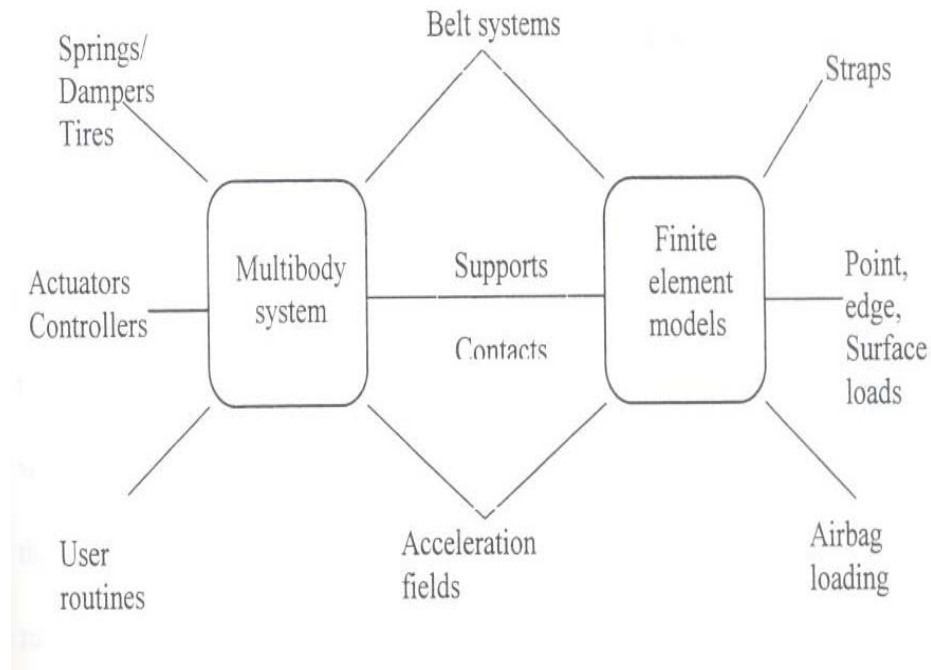 Belt systems
Springs/
Dampers
Tires
Straps
Multibody
system
Supports
Contacts
Finite
element
models
Actuators
Controllers
Point,
edge,
Surface
loads
User
routines
Acceleration
fields
Airbag
loading